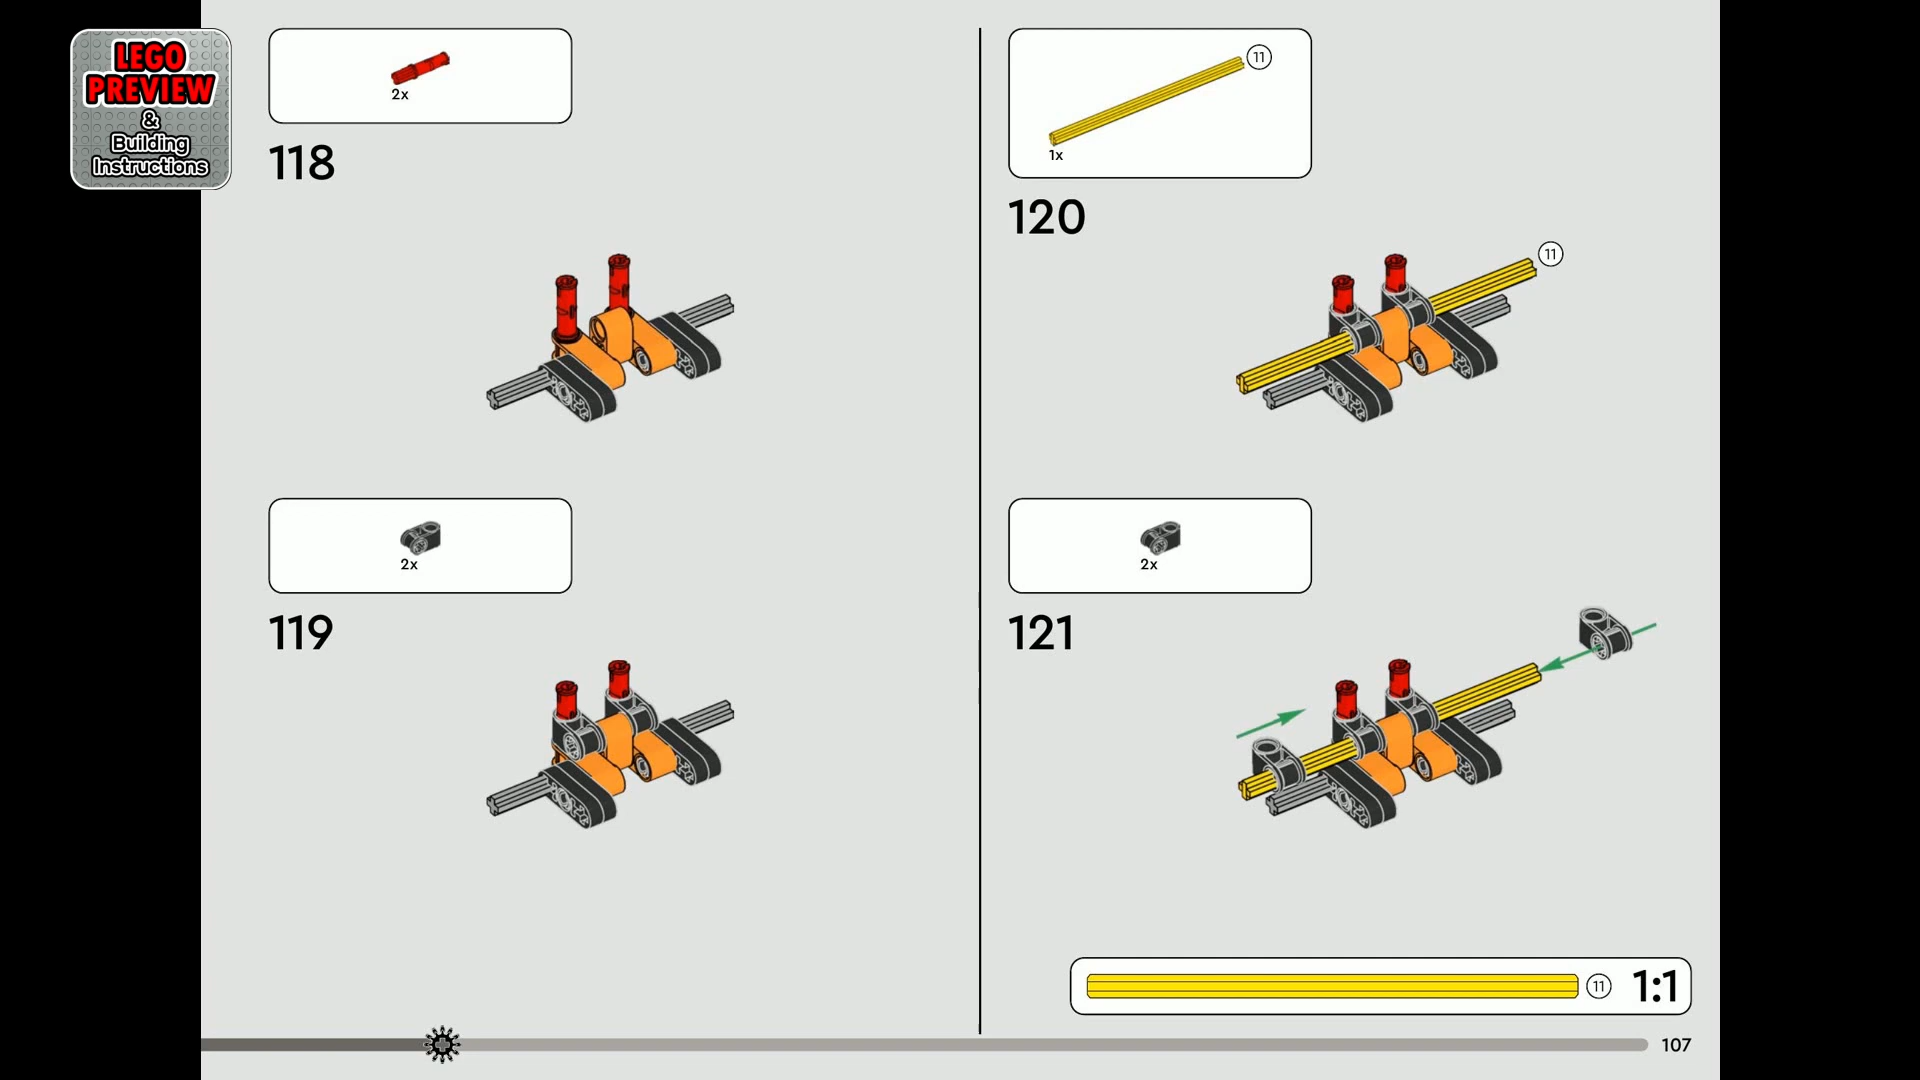 LEGO
PREVIEW
&
Building
Instructions
2x
118
2x
119
11
1x
120
11
2x
121
11 1:1
107